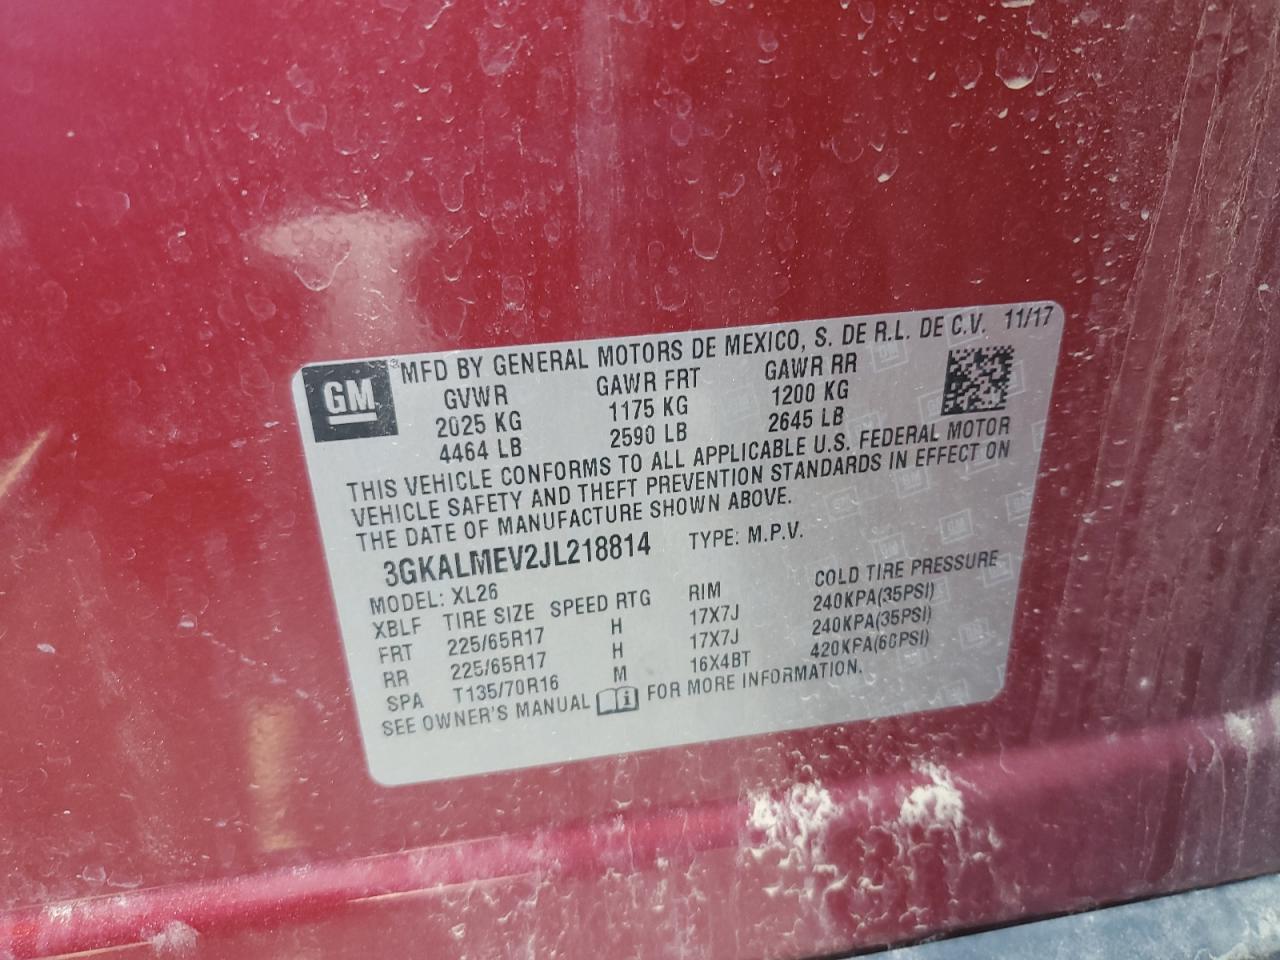 GM
MFD BY GENERAL MOTORS DE MEXICO, S. DE R.L. DE C.V. 11/17
GVWR GAWR FRT GAWR RR
2025 KG 1175 KG 1200 KG
4464 LB 2590 LB 2645 LB
THIS VEHICLE CONFORMS TO ALL APPLICABLE U.S. FEDERAL MOTOR
VEHICLE SAFETY AND THEFT PREVENTION STANDARDS IN EFFECT ON
THE DATE OF MANUFACTURE SHOWN ABOVE.
3GKALMEV2JL218814 TYPE: M.P.V.
MODEL: XL26
XBLF TIRE SIZE SPEED RTG RIM COLD TIRE PRESSURE
FRT 225/65R17 H 17X7J 240KPA(35PSI)
RR 225/65R17 H 17X7J 240KPA(35PSI)
SPA T135/70R16 M 16X4BT 420KPA(60PSI)
SEE OWNER'S MANUAL FOR MORE INFORMATION.